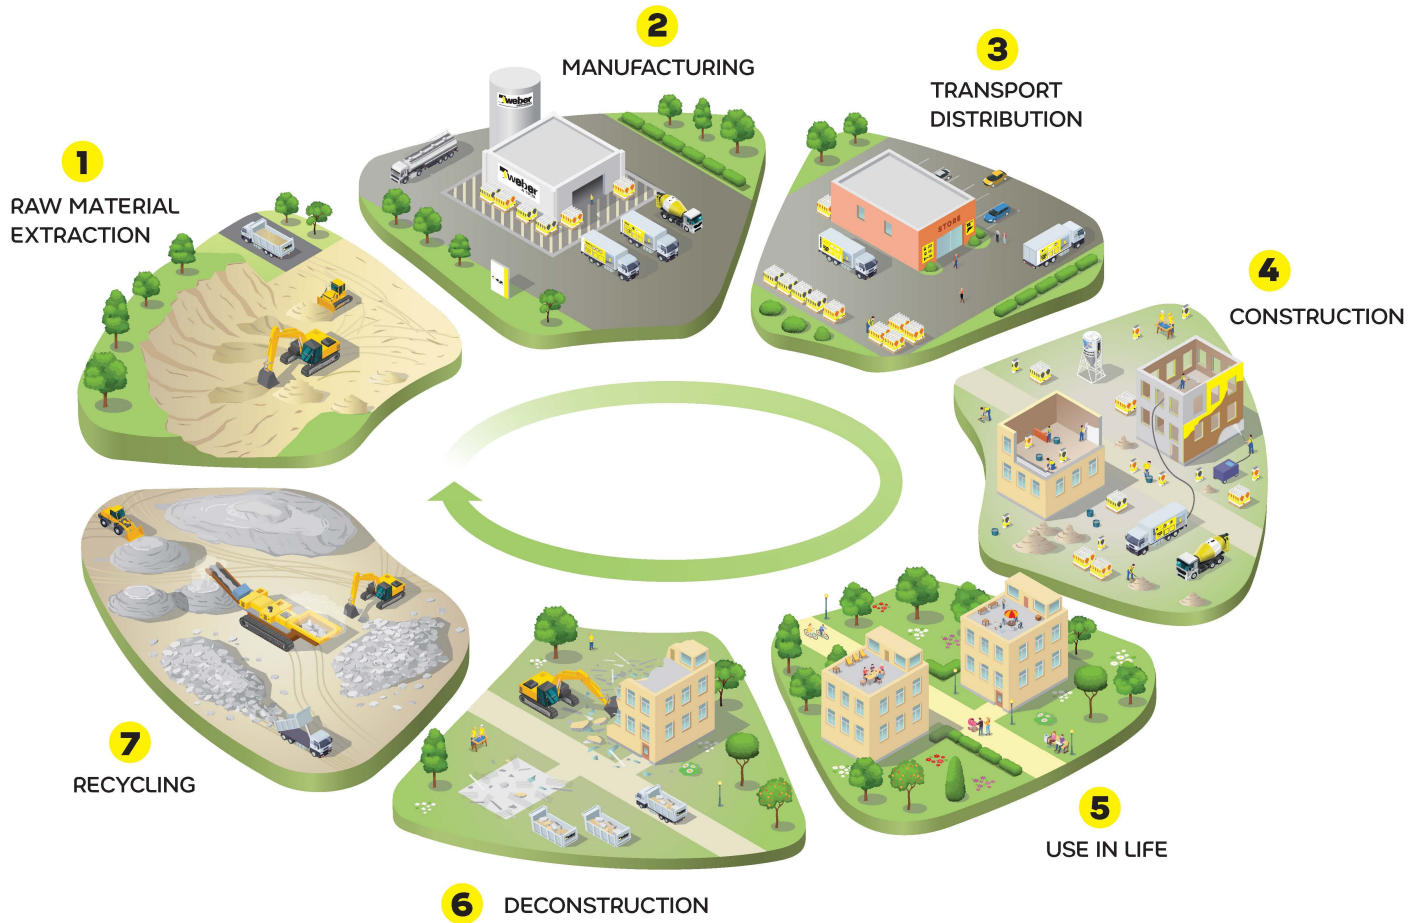 1
RAW MATERIAL
EXTRACTION
2
MANUFACTURING
weber
weber
3
TRANSPORT
DISTRIBUTION
STORE
4
CONSTRUCTION
5
USE IN LIFE
6
DECONSTRUCTION
7
RECYCLING